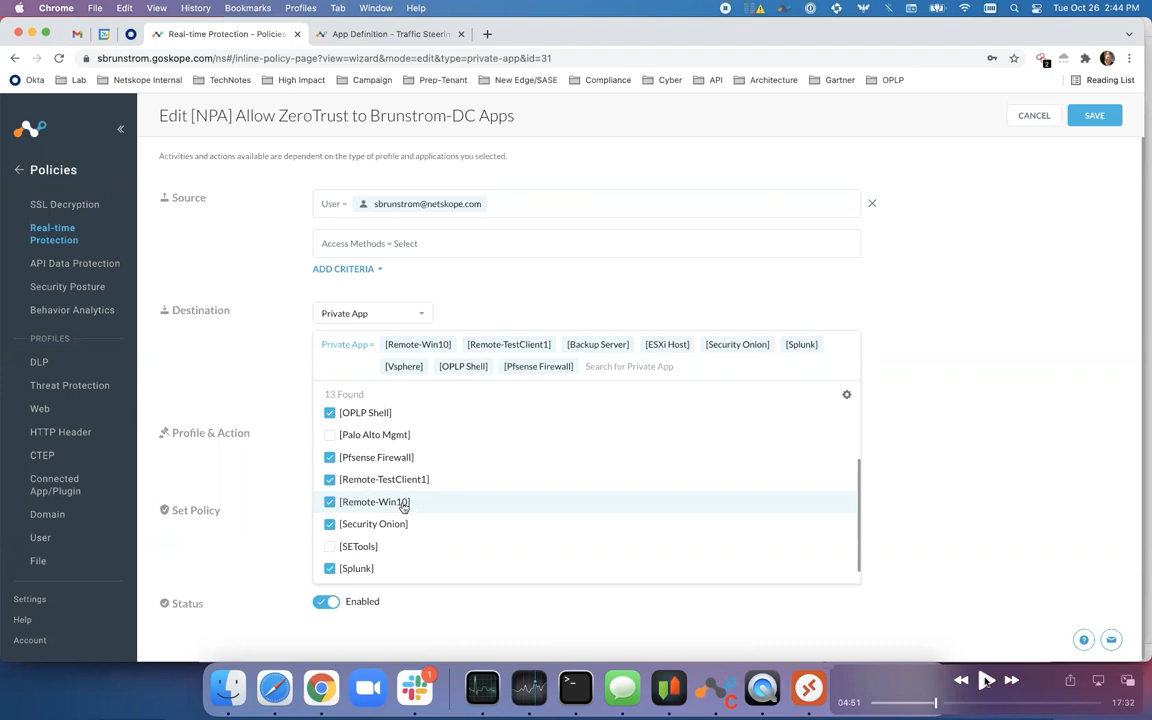 Chrome File Edit View History Bookmarks Profiles Tab Window Help Tue Oct 26 2:44 PM
Real-time Protection - Policies App Definition - Traffic Steerin
sbrunstrom.goskope.com/ns#/inline-policy-page?view=wizard&mode=edit&type=private-app&id=31
2
Okta Lab Netskope Internal TechNotes High Impact Campaign Prep-Tenant New Edge/SASE Compliance Cyber API Architecture Gartner OPLP Reading List
Edit [NPA] Allow ZeroTrust to Brunstrom-DC Apps
CANCEL SAVE
Activities and actions available are dependent on the type of profile and applications you selected.
Policies
SSL Decryption
Real-time
Protection
API Data Protection
Security Posture
Behavior Analytics
PROFILES
DLP
Threat Protection
Web
HTTP Header
CTEP
Connected
App/Plugin
Domain
User
File
Settings
Help
Account
Source
User = sbrunstrom@netskope.com
Access Methods = Select
ADD CRITERIA
Destination
Private App
Private App = [Remote-Win10] [Remote-TestClient1] [Backup Server] [ESXi Host] [Security Onion] [Splunk]
[Vsphere] [OPLP Shell] [Pfsense Firewall] Search for Private App
13 Found
[OPLP Shell]
[Palo Alto Mgmt]
[Pfsense Firewall]
[Remote-TestClient1]
[Remote-Win10]
[Security Onion]
[SETools]
[Splunk]
Profile & Action
Set Policy
Status
Enabled
1
04:51 17:32